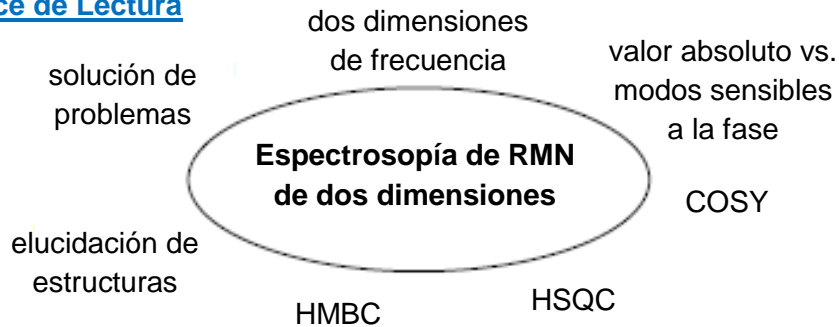 ce de Lectura
dos dimensiones
de frecuencia
valor absoluto vs.
modos sensibles
a la fase
solución de
problemas
Espectrosopía de RMN
de dos dimensiones
COSY
elucidación de
estructuras
HMBC
HSQC